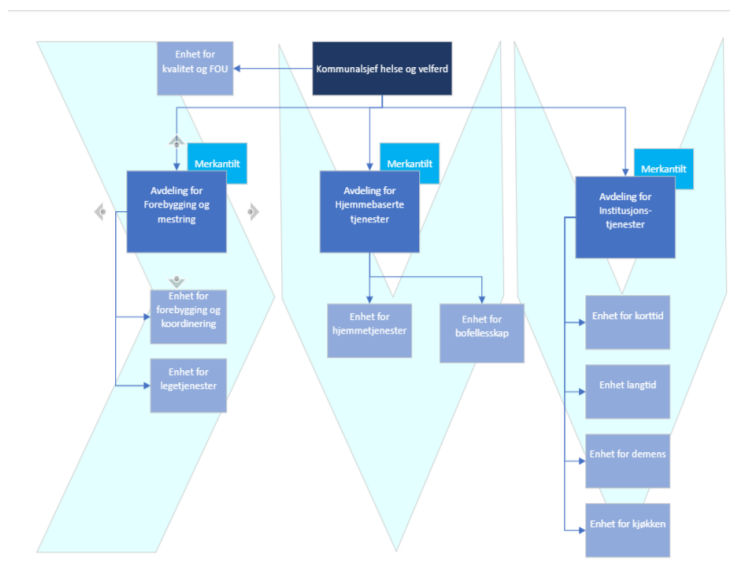 Enhet for
kvalitet og FOU
Kommunalsjef helse og velferd
Merkantilt
Avdeling for
Forebygging og
mestring
Merkantilt
Avdeling for
Hjemmebaserte
tjenester
Merkantilt
Avdeling for
Institusjons-
tjenester
Enhet for
forebygging og
koordinering
Enhet for
legetjenester
Enhet for
hjemmetjenester
Enhet for
bofellesskap
Enhet for korttid
Enhet langtid
Enhet for demens
Enhet for kjøkken